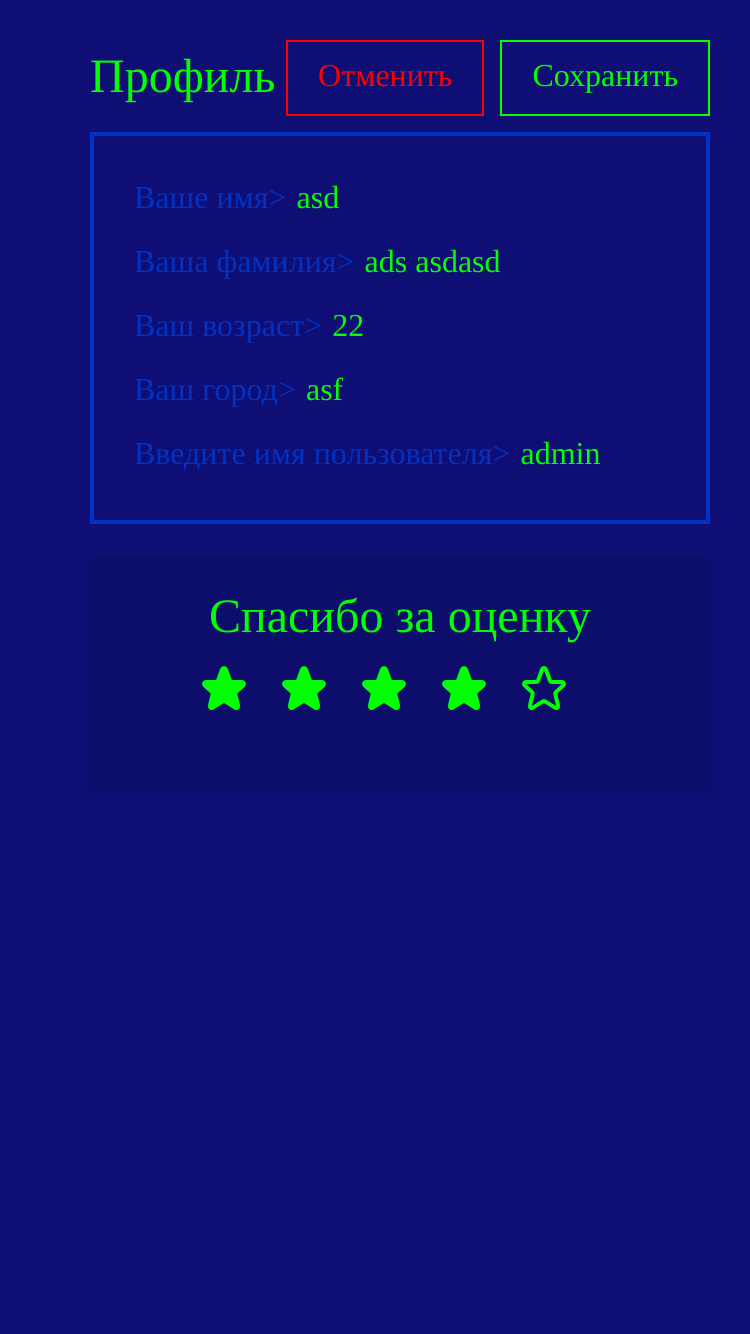 Профиль Отменить Сохранить
Ваше имя> asd
Ваша фамилия> ads asdasd
Ваш возраст> 22
Ваш город> asf
Введите имя пользователя> admin
Спасибо за оценку